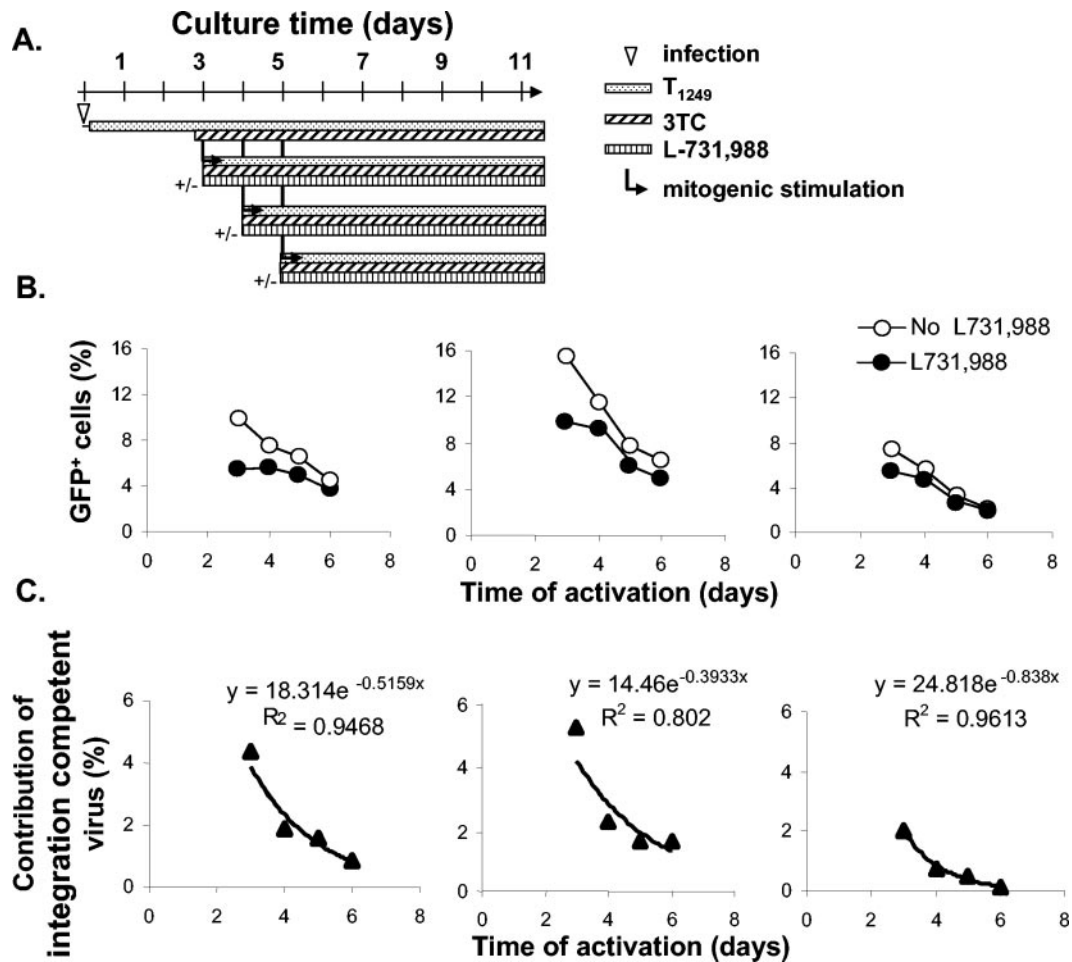 A.
Culture time (days)
1 3 5 7 9 11
infection
T1249
3TC
L-731,988
mitogenic stimulation
+/-
+/-
+/-
B.
GFP+ cells (%)
16
12
8
4
0
0 2 4 6 8
16
12
8
4
0
0 2 4 6 8
16
12
8
4
0
0 2 4 6 8
No L731,988
L731,988
Time of activation (days)
C.
Contribution of
integration competent
virus (%)
6
4
2
0
0 2 4 6 8
y = 18.314e -0.5159x
R2 = 0.9468
6
4
2
0
0 2 4 6 8
y = 14.46e-0.3933x
R2 = 0.802
6
4
2
0
0 2 4 6 8
y = 24.818e-0.838x
R2 = 0.9613
Time of activation (days)